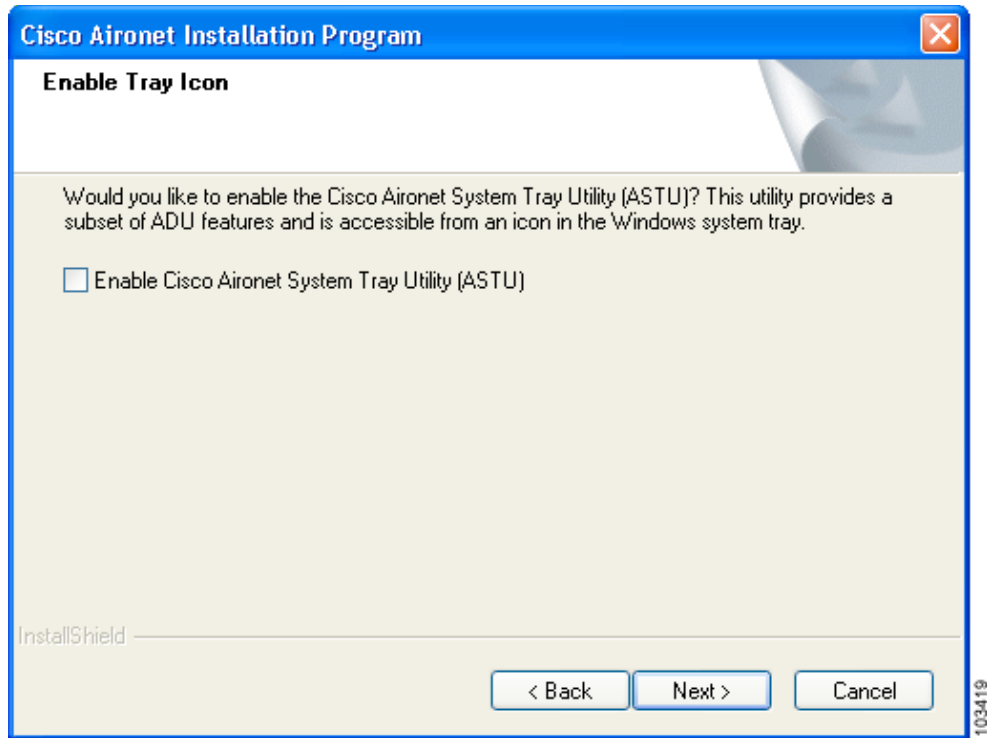 Cisco Aironet Installation Program
Enable Tray Icon
Would you like to enable the Cisco Aironet System Tray Utility (ASTU)? This utility provides a
subset of ADU features and is accessible from an icon in the Windows system tray.
Enable Cisco Aironet System Tray Utility (ASTU)
InstallShield
< Back
Next >
Cancel
103419